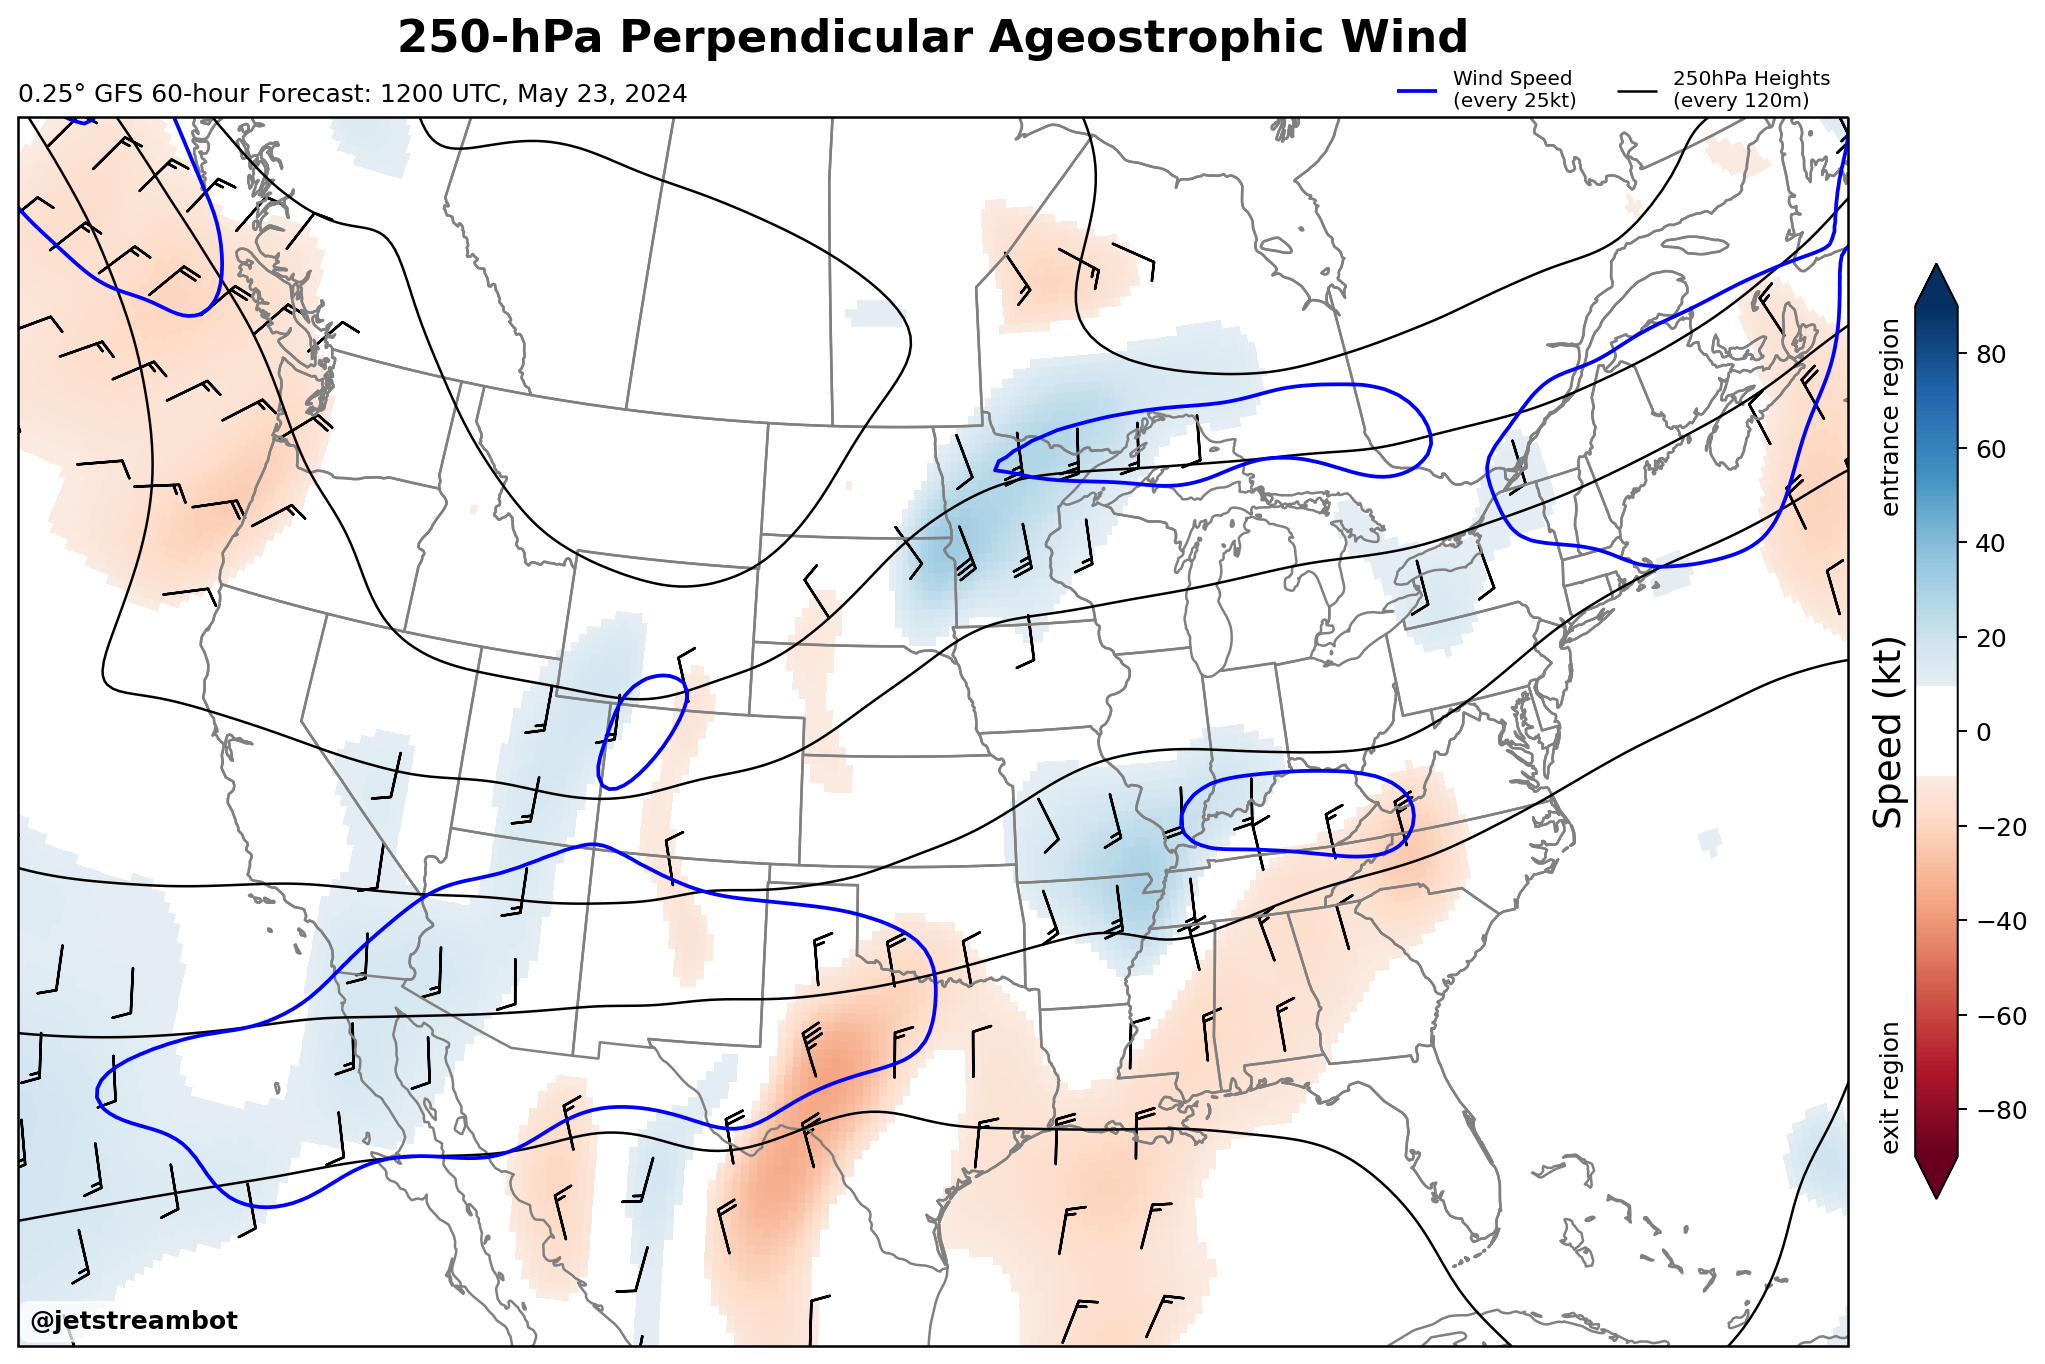 250-hPa Perpendicular Ageostrophic Wind
0.25° GFS 60-hour Forecast: 1200 UTC, May 23, 2024
Wind Speed
(every 25kt)
250hPa Heights
(every 120m)
entrance region
exit region
Speed (kt)
80
60
40
20
0
−20
−40
−60
−80
@jetstreambot